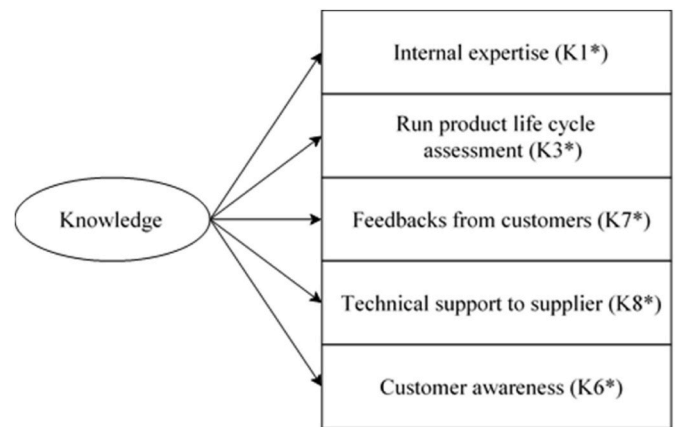 Internal expertise (K1*)
Run product life cycle
assessment (K3*)
Knowledge
Feedbacks from customers (K7*)
Technical support to supplier (K8*)
Customer awareness (K6*)